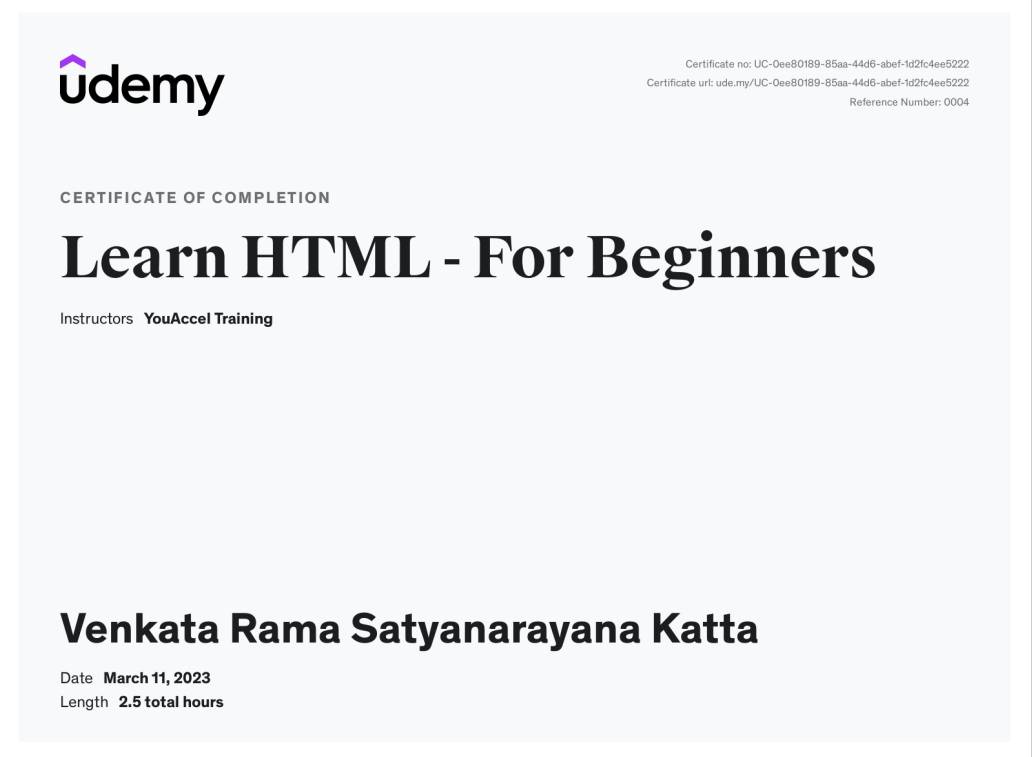 udemy
Certificate no: UC-0ee80189-85aa-44d6-abef-1d2fc4ee5222
Certificate url: ude.my/UC-0ee80189-85aa-44d6-abef-1d2fc4ee5222
Reference Number: 0004
CERTIFICATE OF COMPLETION
Learn HTML - For Beginners
Instructors YouAccel Training
Venkata Rama Satyanarayana Katta
Date March 11, 2023
Length 2.5 total hours